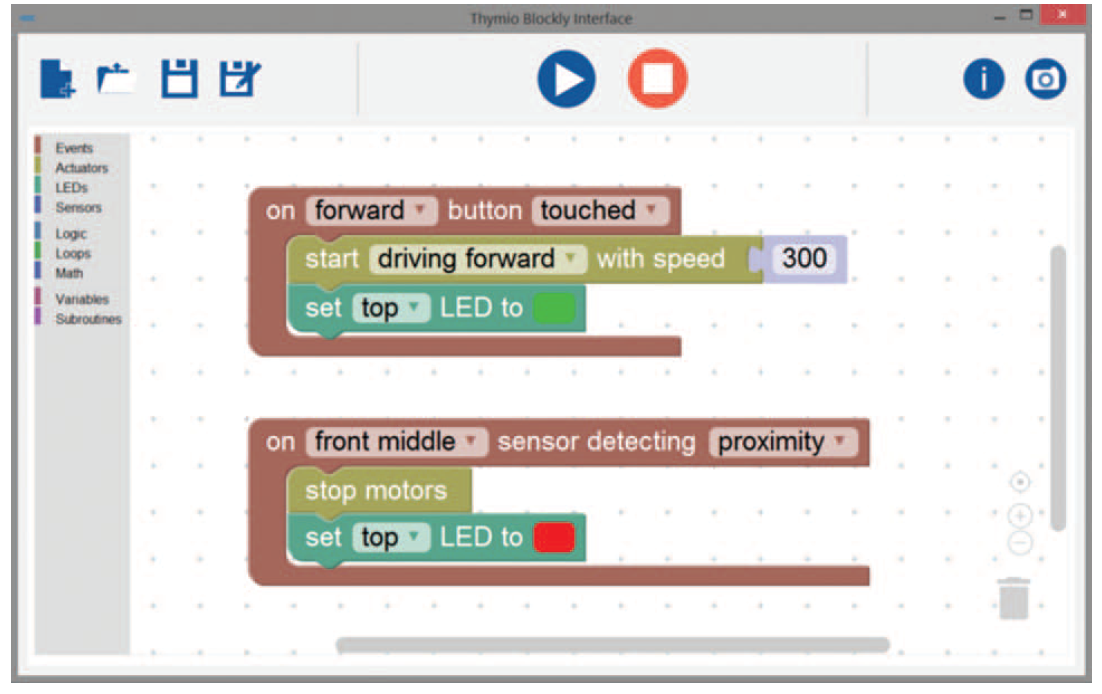 Thymio Blockly Interface
Events
Actuators
LEDs
Sensors
Logic
Loops
Math
Variables
Subroutines
on forward button touched
start driving forward with speed 300
set top LED to
on front middle sensor detecting proximity
stop motors
set top LED to